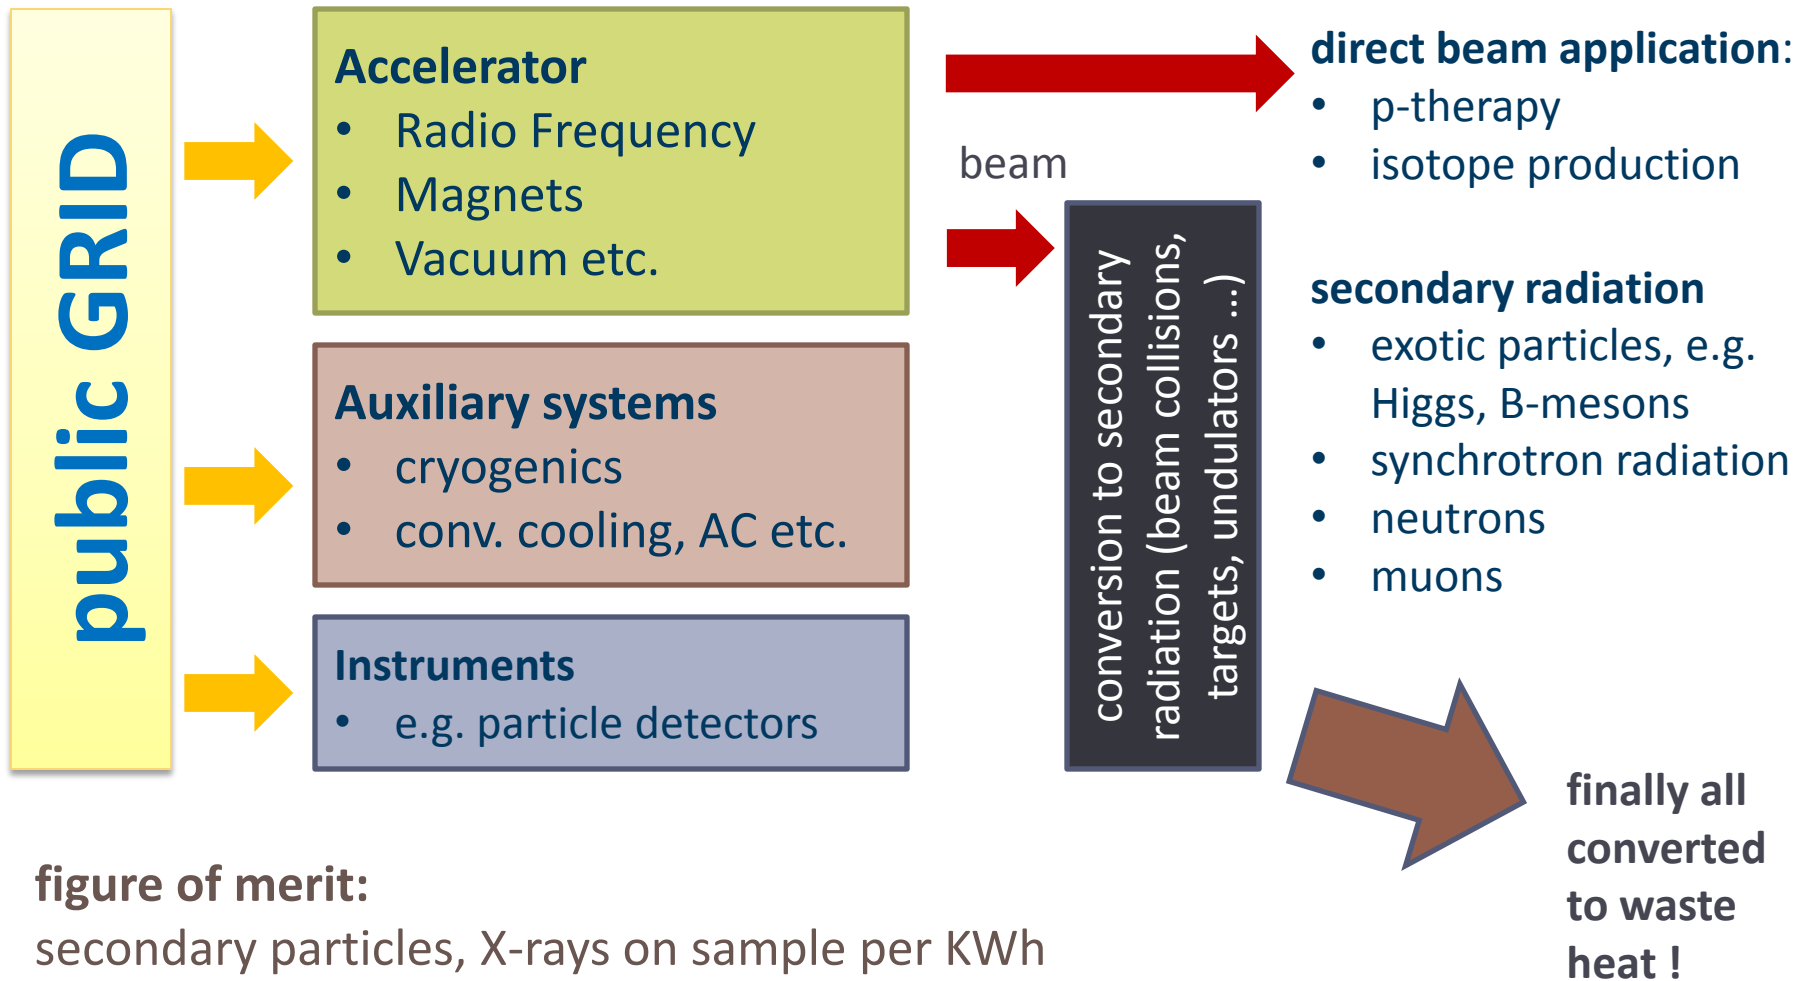 public GRID
Accelerator
• Radio Frequency
• Magnets
• Vacuum etc.
Auxiliary systems
• cryogenics
• conv. cooling, AC etc.
Instruments
• e.g. particle detectors
beam
conversion to secondary
radiation (beam collisions,
targets, undulators ...)
direct beam application:
• p-therapy
• isotope production
secondary radiation
• exotic particles, e.g.
Higgs, B-mesons
• synchrotron radiation
• neutrons
• muons
finally all
converted
to waste
heat !
figure of merit:
secondary particles, X-rays on sample per KWh